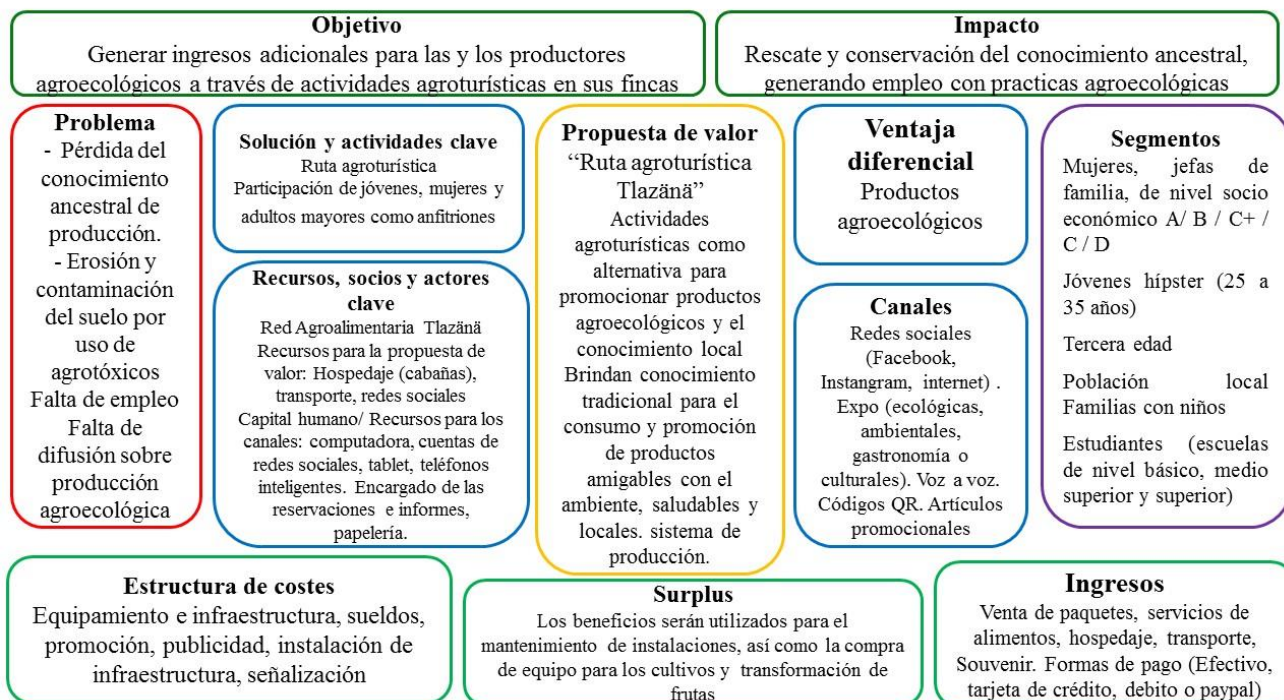 Objetivo
Generar ingresos adicionales para las y los productores
agroecológicos a través de actividades agroturísticas en sus fincas
Impacto
Rescate y conservación del conocimiento ancestral,
generando empleo con practicas agroecológicas
Problema
- Pérdida del
conocimiento
ancestral de
producción.
- Erosión y
contaminación
del suelo por
uso de
agrotóxicos
Falta de empleo
Falta de
difusión sobre
producción
agroecológica
Solución y actividades clave
Ruta agroturística
Participación de jóvenes, mujeres y
adultos mayores como anfitriones
Recursos, socios y actores
clave
Red Agroalimentaria Tlazänä
Recursos para la propuesta de
valor: Hospedaje (cabañas),
transporte, redes sociales
Capital humano/ Recursos para los
canales: computadora, cuentas de
redes sociales, tablet, teléfonos
inteligentes. Encargado de las
reservaciones e informes,
papelería.
Propuesta de valor
“Ruta agroturística
Tlazänä”
Actividades
agroturísticas como
alternativa para
promocionar productos
agroecológicos y el
conocimiento local
Brindan conocimiento
tradicional para el
consumo y promoción
de productos
amigables con el
ambiente, saludables y
locales. sistema de
producción.
Ventaja
diferencial
Productos
agroecológicos
Canales
Redes sociales
(Facebook,
Instangram, internet) .
Expo (ecológicas,
ambientales,
gastronomía o
culturales). Voz a voz.
Códigos QR. Artículos
promocionales
Segmentos
Mujeres, jefas de
familia, de nivel socio
económico A/ B / C+ /
C / D
Jóvenes hípster (25 a
35 años)
Tercera edad
Población local
Familias con niños
Estudiantes (escuelas
de nivel básico, medio
superior y superior)
Estructura de costes
Equipamiento e infraestructura, sueldos,
promoción, publicidad, instalación de
infraestructura, señalización
Surplus
Los beneficios serán utilizados para el
mantenimiento de instalaciones, así como la compra
de equipo para los cultivos y transformación de
frutas
Ingresos
Venta de paquetes, servicios de
alimentos, hospedaje, transporte,
Souvenir. Formas de pago (Efectivo,
tarjeta de crédito, debito o paypal)